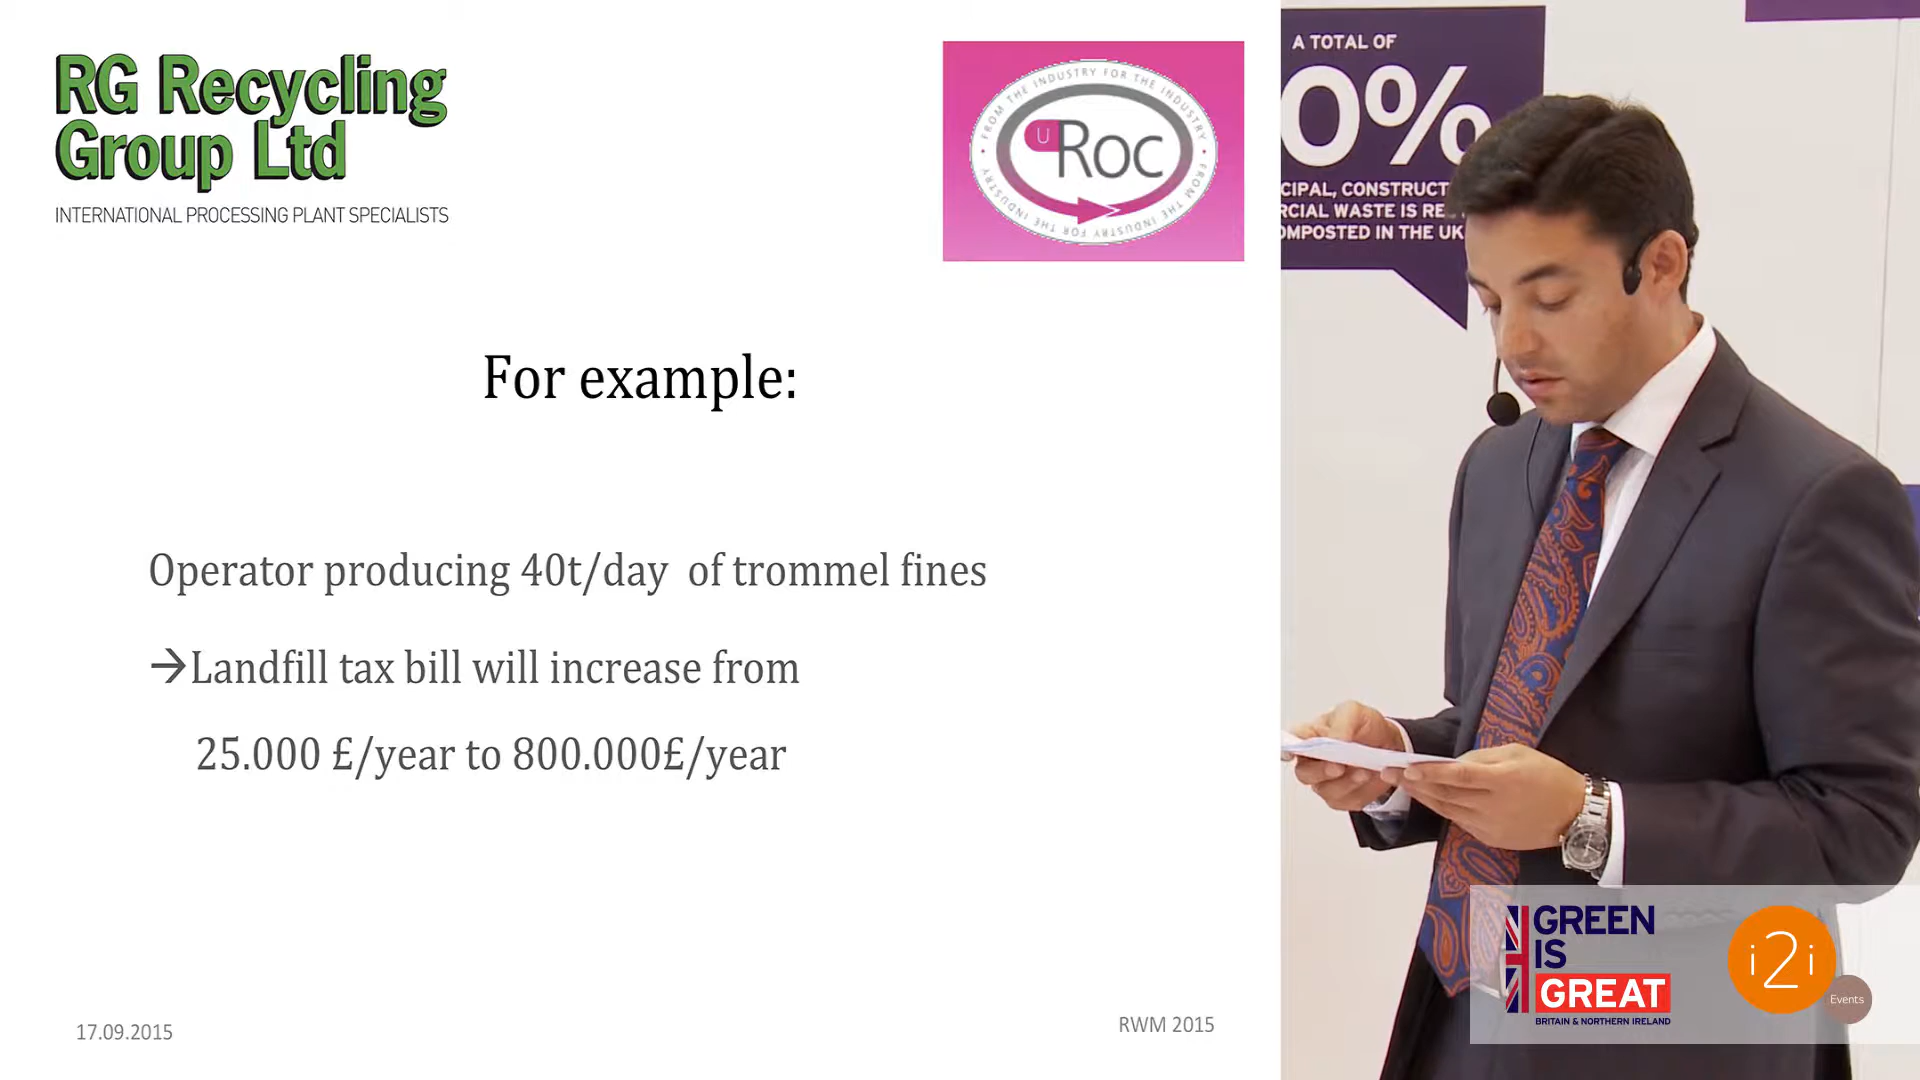 RG Recycling
Group Ltd
INTERNATIONAL PROCESSING PLANT SPECIALISTS
FROM THE INDUSTRY FOR THE INDUSTRY • FROM THE INDUSTRY FOR THE INDUSTRY •
U Roc
For example:
Operator producing 40t/day of trommel fines
→Landfill tax bill will increase from
25.000 £/year to 800.000£/year
17.09.2015
RWM 2015
A TOTAL OF
0%
CIPAL, CONSTRUCT
RCIAL WASTE IS RE
OMPOSTED IN THE UK
GREEN
IS
GREAT
BRITAIN & NORTHERN IRELAND
i2i
Events